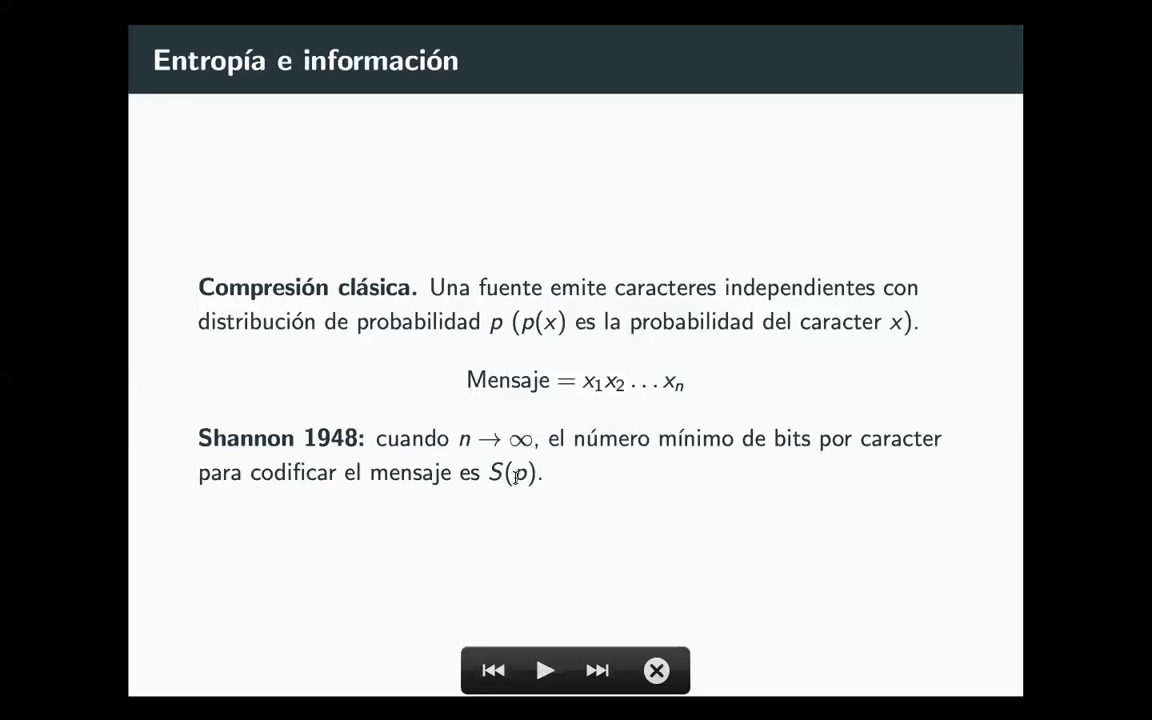 Entropía e información
Compresión clásica. Una fuente emite caracteres independientes con
distribución de probabilidad p (p(x) es la probabilidad del caracter x).
Mensaje = x₁x₂ … xₙ
Shannon 1948: cuando n → ∞, el número mínimo de bits por caracter
para codificar el mensaje es S(p).